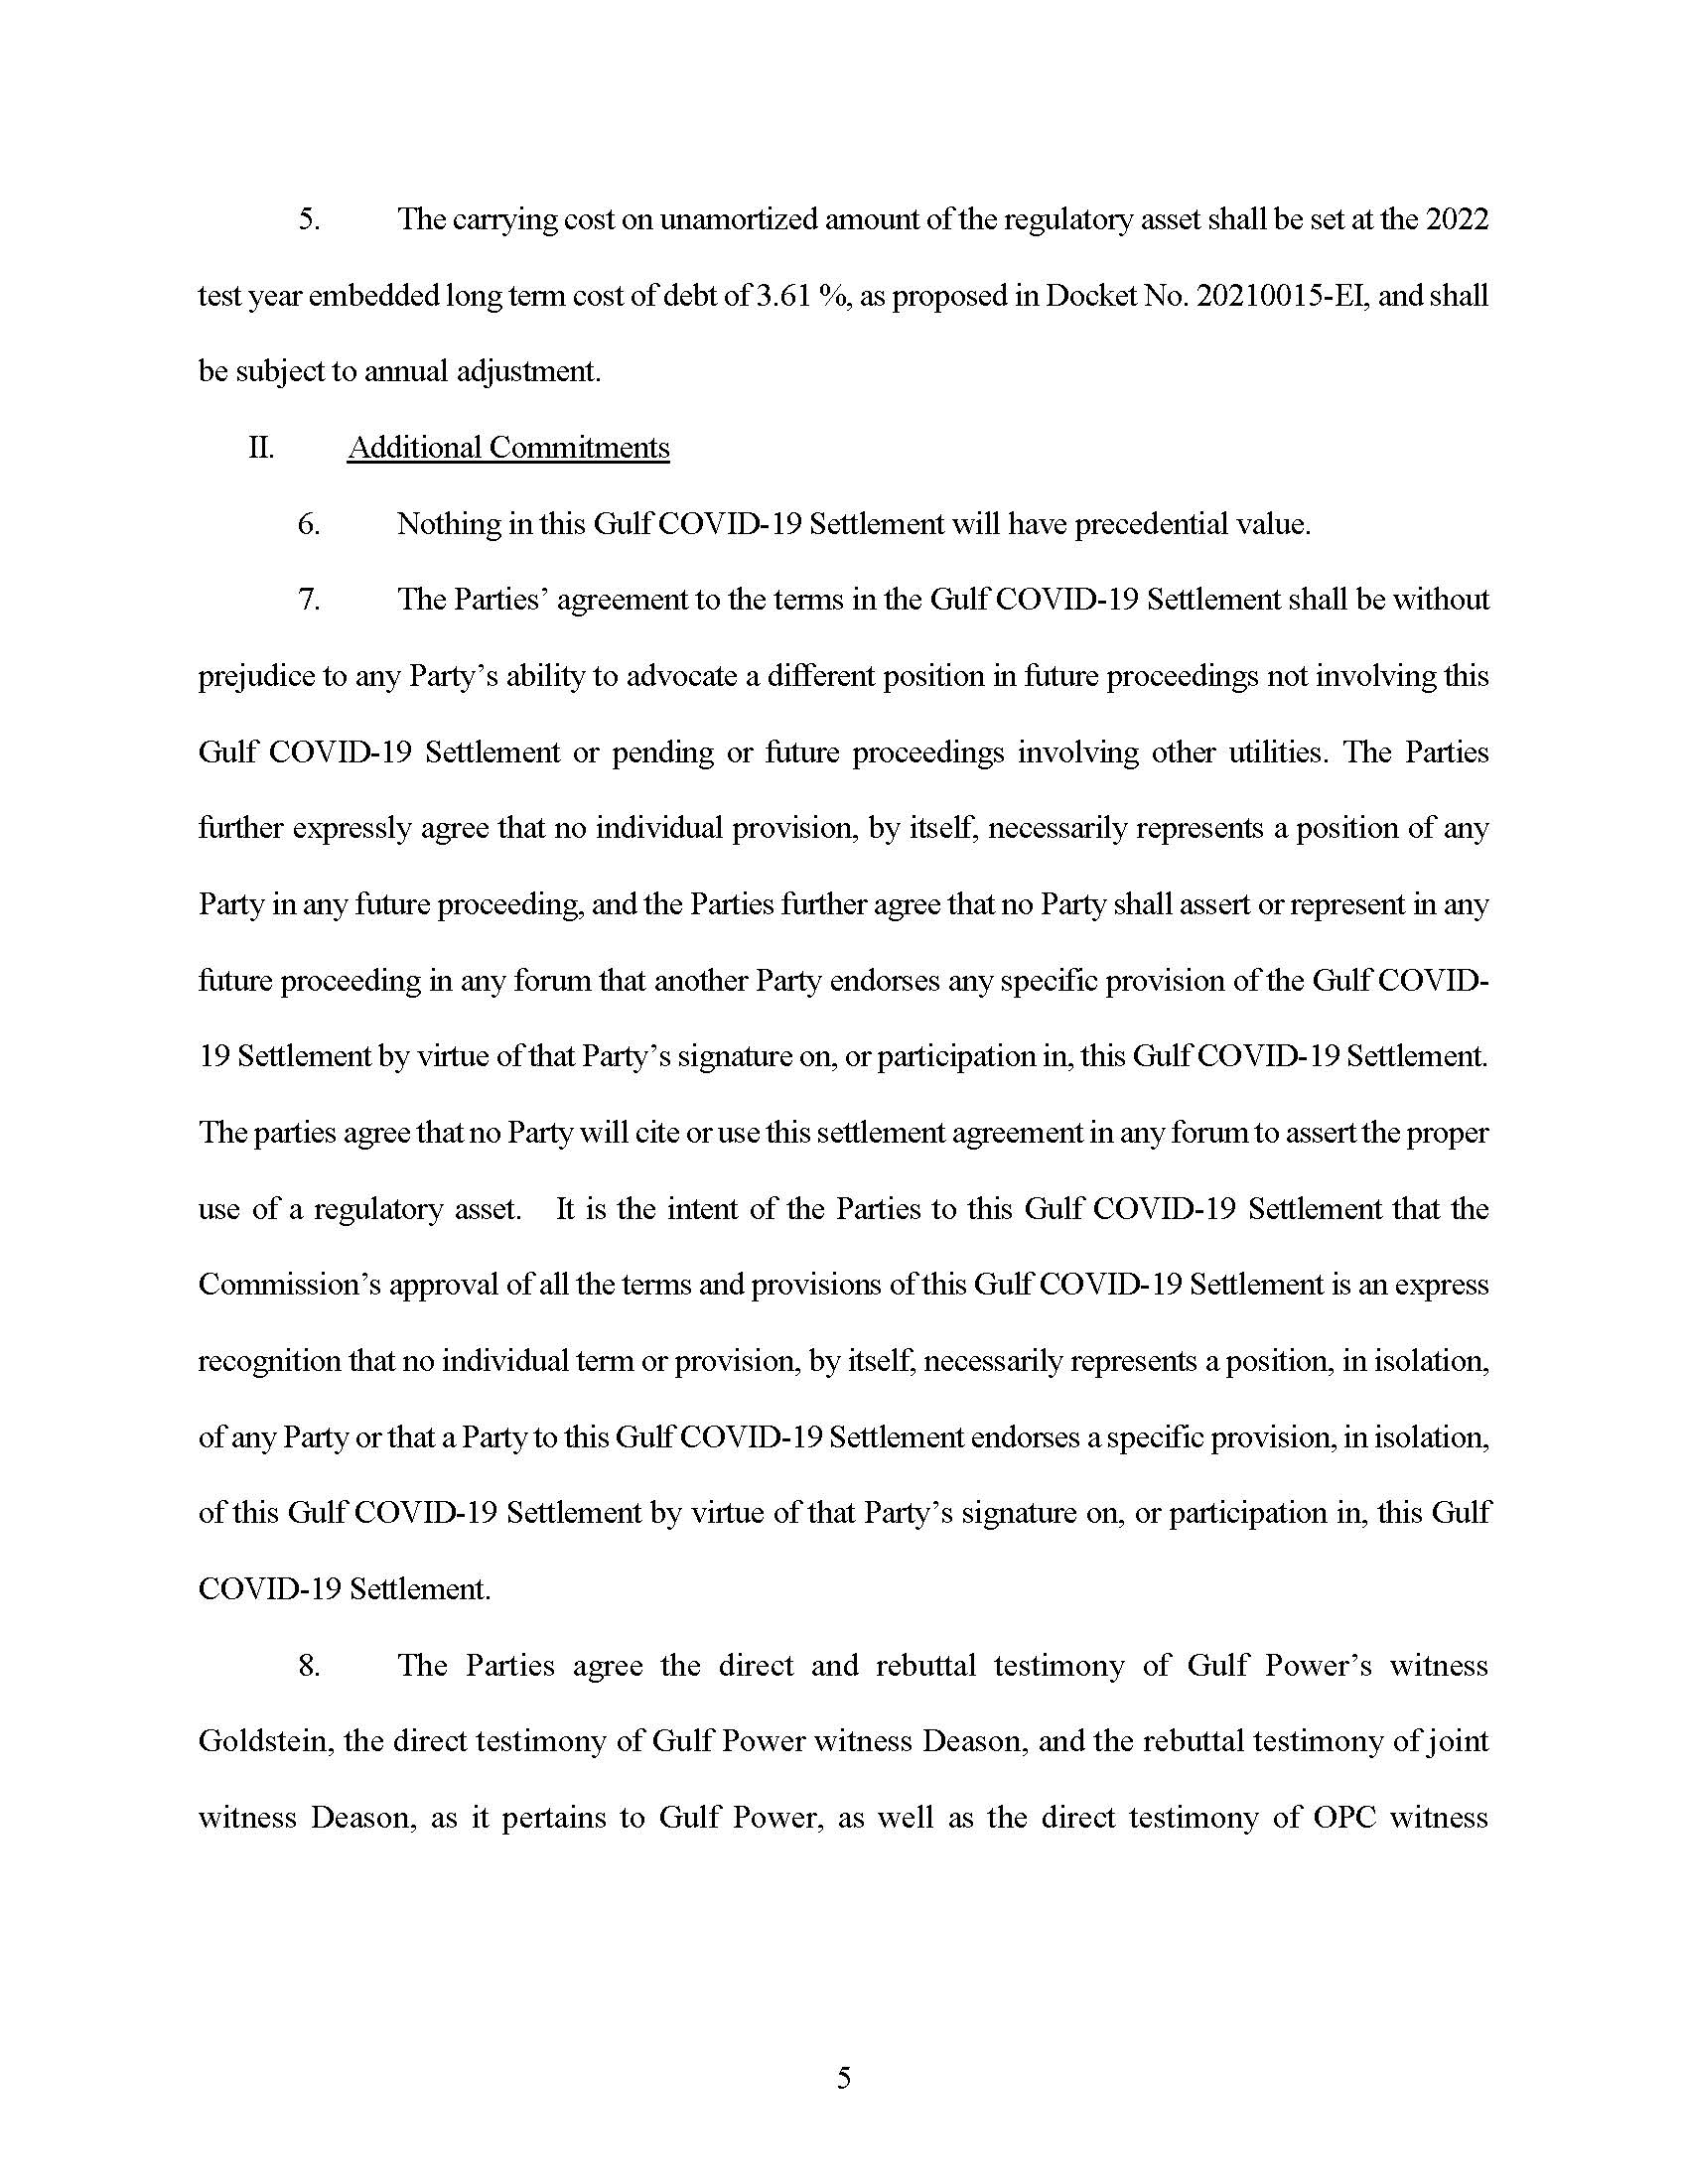 5. The carrying cost on unamortized amount of the regulatory asset shall be set at the 2022
test year embedded long term cost of debt of 3.61 %, as proposed in Docket No. 20210015-EI, and shall
be subject to annual adjustment.
II. Additional Commitments
6. Nothing in this Gulf COVID-19 Settlement will have precedential value.
7. The Parties’ agreement to the terms in the Gulf COVID-19 Settlement shall be without
prejudice to any Party’s ability to advocate a different position in future proceedings not involving this
Gulf COVID-19 Settlement or pending or future proceedings involving other utilities. The Parties
further expressly agree that no individual provision, by itself, necessarily represents a position of any
Party in any future proceeding, and the Parties further agree that no Party shall assert or represent in any
future proceeding in any forum that another Party endorses any specific provision of the Gulf COVID-
19 Settlement by virtue of that Party’s signature on, or participation in, this Gulf COVID-19 Settlement.
The parties agree that no Party will cite or use this settlement agreement in any forum to assert the proper
use of a regulatory asset. It is the intent of the Parties to this Gulf COVID-19 Settlement that the
Commission’s approval of all the terms and provisions of this Gulf COVID-19 Settlement is an express
recognition that no individual term or provision, by itself, necessarily represents a position, in isolation,
of any Party or that a Party to this Gulf COVID-19 Settlement endorses a specific provision, in isolation,
of this Gulf COVID-19 Settlement by virtue of that Party’s signature on, or participation in, this Gulf
COVID-19 Settlement.
8. The Parties agree the direct and rebuttal testimony of Gulf Power’s witness
Goldstein, the direct testimony of Gulf Power witness Deason, and the rebuttal testimony of joint
witness Deason, as it pertains to Gulf Power, as well as the direct testimony of OPC witness
5